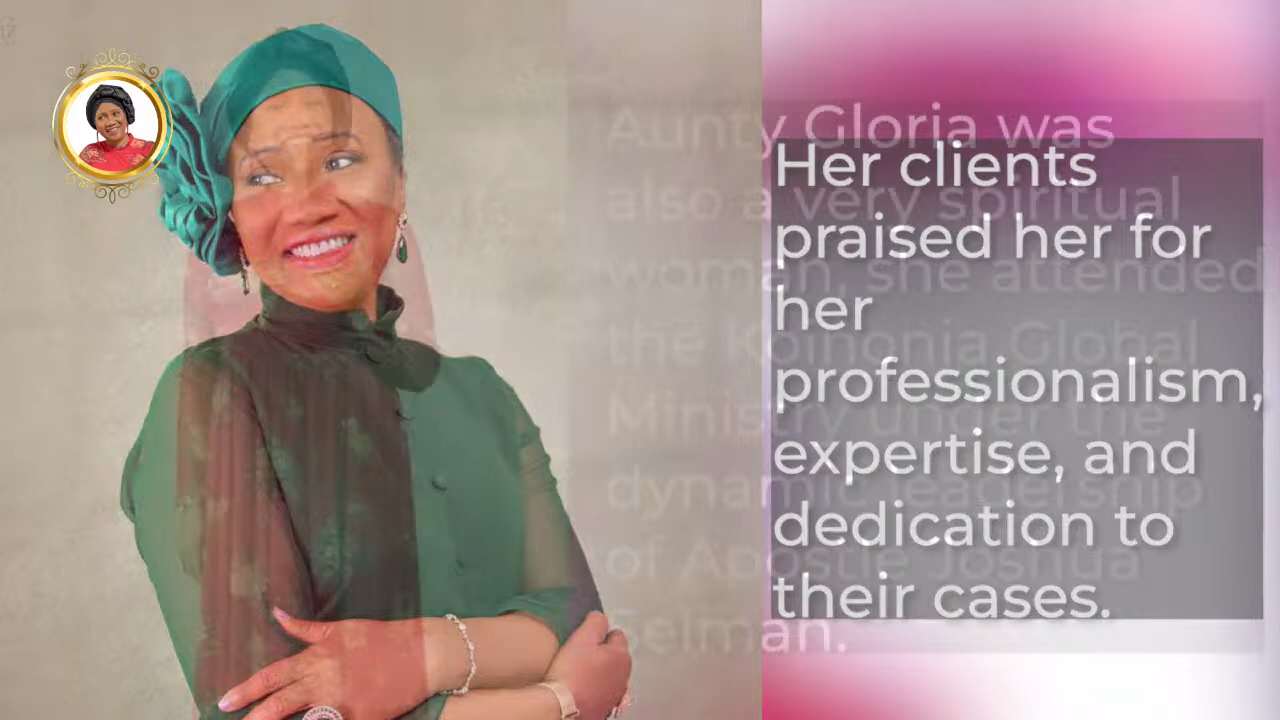 Her clients
praised her for
her
professionalism,
expertise, and
dedication to
their cases.
Aunty Gloria was
also a very spiritual
woman, she attended
the Koinonia Global
Ministry under the
dynamic leadership
of Apostle Joshua
Selman.